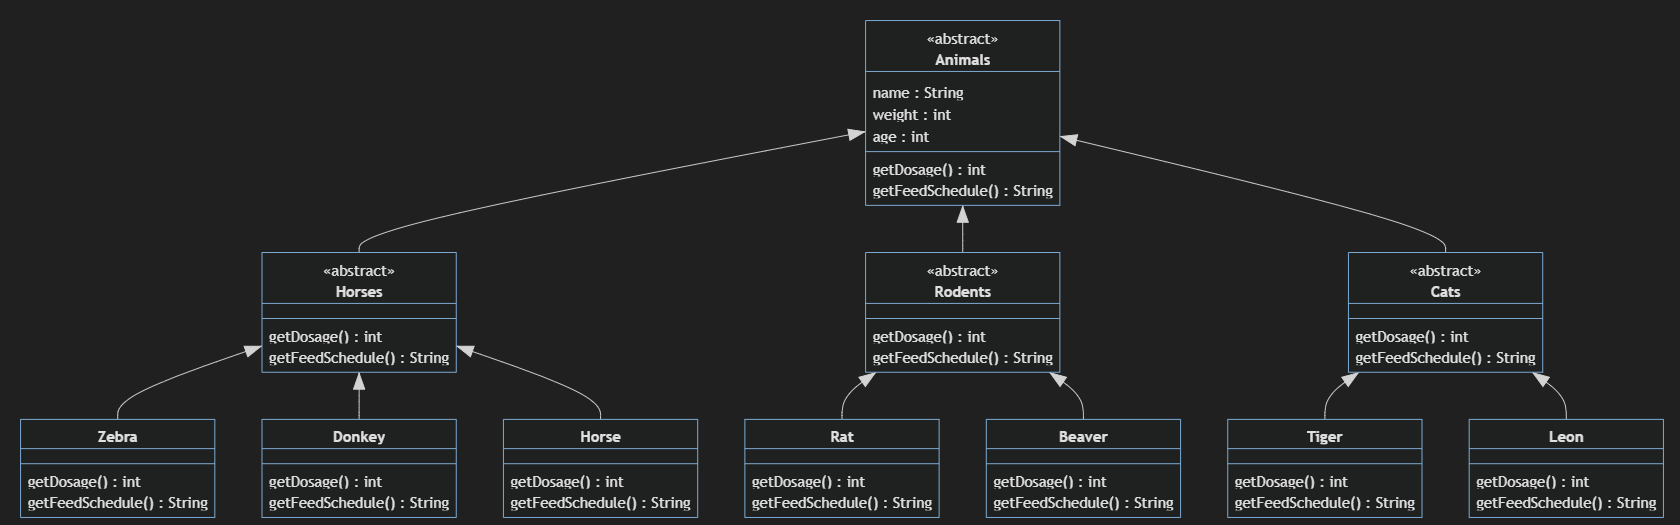 «abstract»
Animals
name : String
weight : int
age : int
getDosage() : int
getFeedSchedule() : String
«abstract»
Horses
getDosage() : int
getFeedSchedule() : String
«abstract»
Rodents
getDosage() : int
getFeedSchedule() : String
«abstract»
Cats
getDosage() : int
getFeedSchedule() : String
Zebra
getDosage() : int
getFeedSchedule() : String
Donkey
getDosage() : int
getFeedSchedule() : String
Horse
getDosage() : int
getFeedSchedule() : String
Rat
getDosage() : int
getFeedSchedule() : String
Beaver
getDosage() : int
getFeedSchedule() : String
Tiger
getDosage() : int
getFeedSchedule() : String
Leon
getDosage() : int
getFeedSchedule() : String